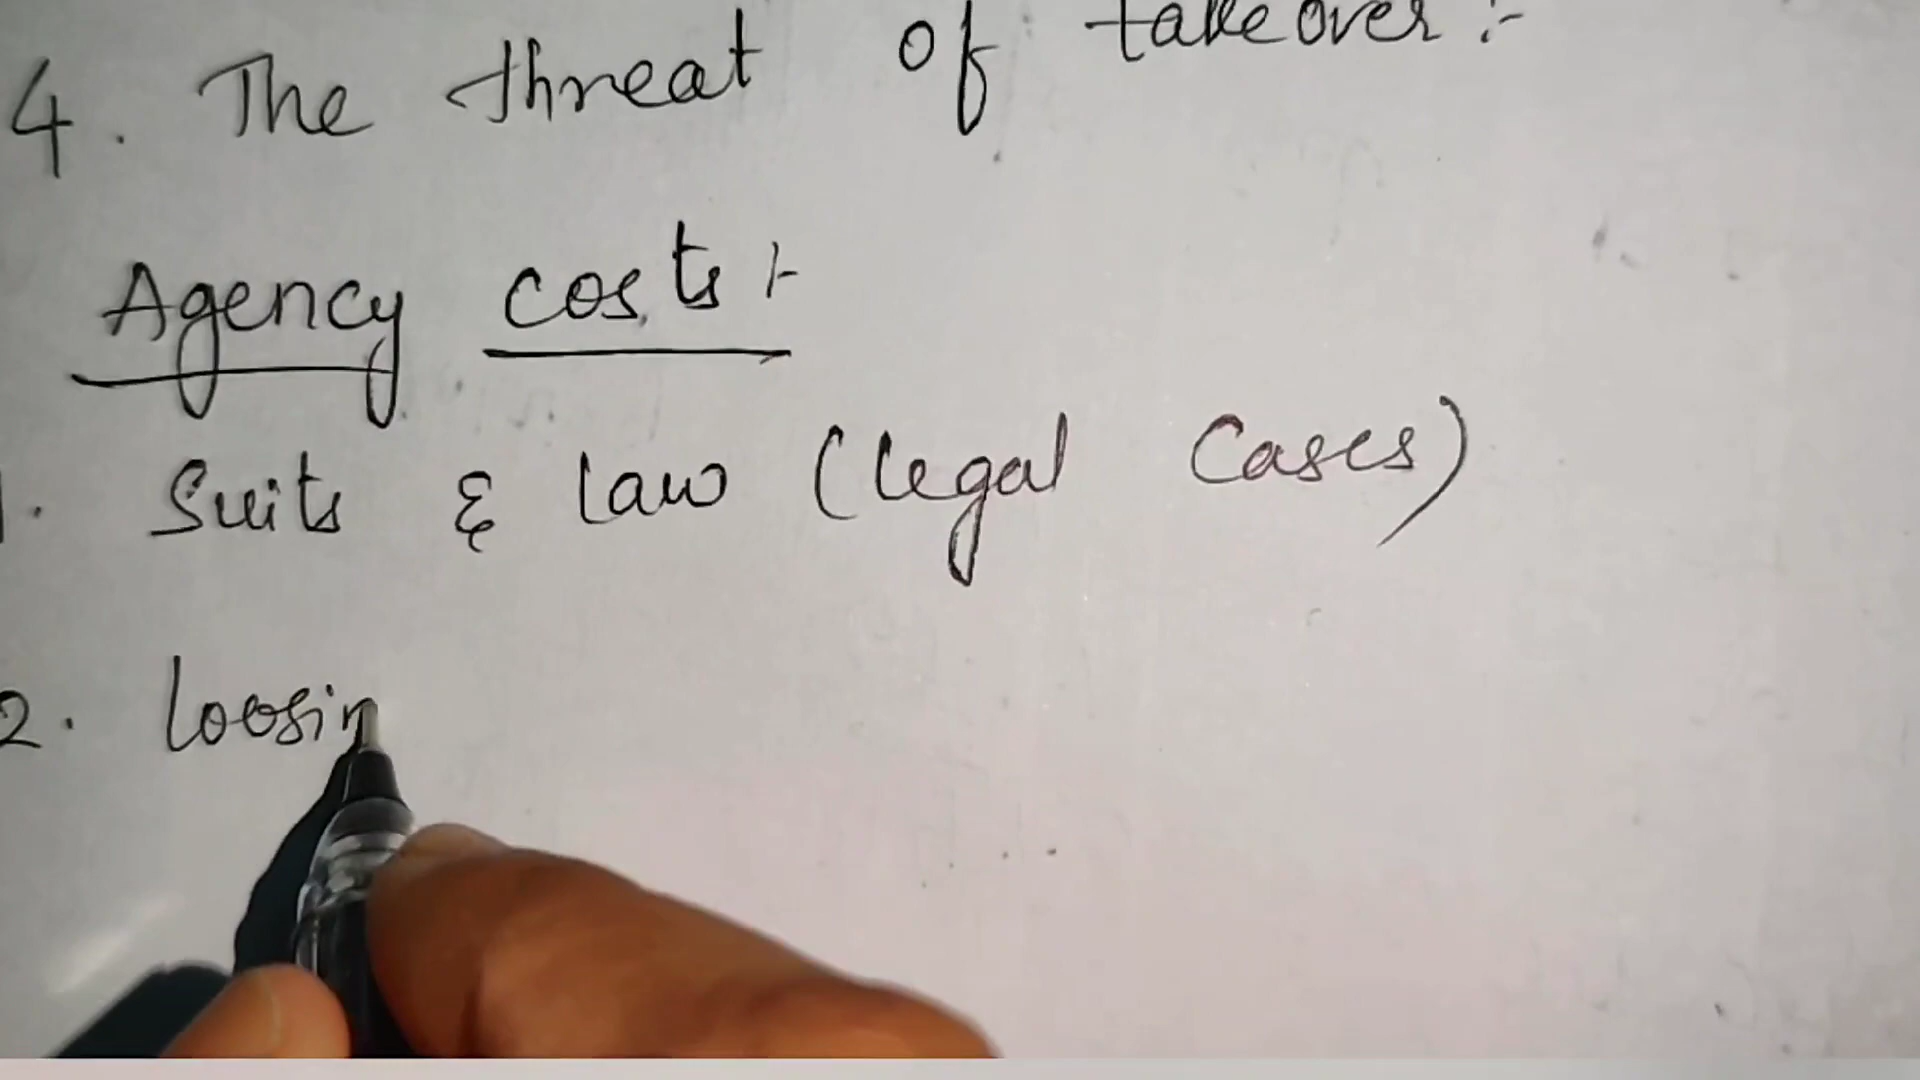 4. The threat of takeover :-
Agency costs :-
1. Suits & law (legal Cases)
2. loosin